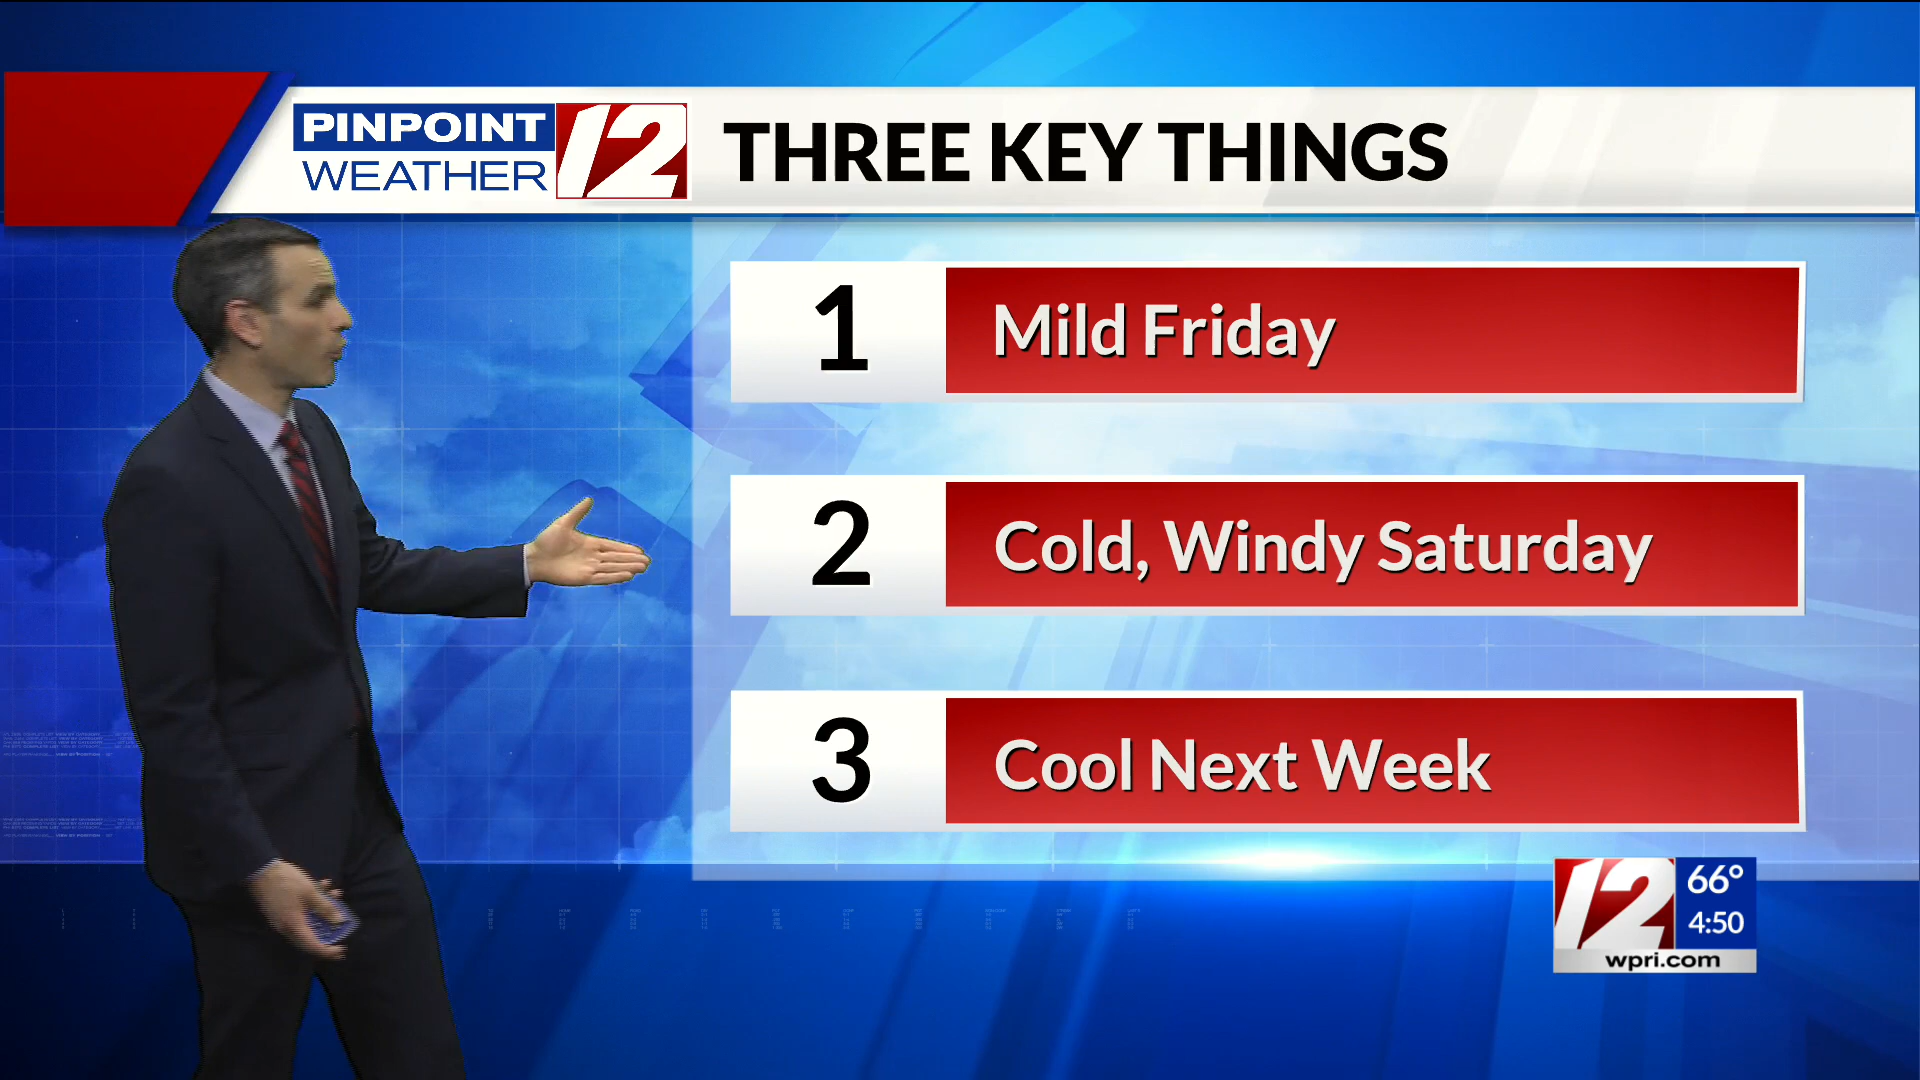 PINPOINT
WEATHER
12
THREE KEY THINGS
1
Mild Friday
2
Cold, Windy Saturday
3
Cool Next Week
12
66°
4:50
wpri.com